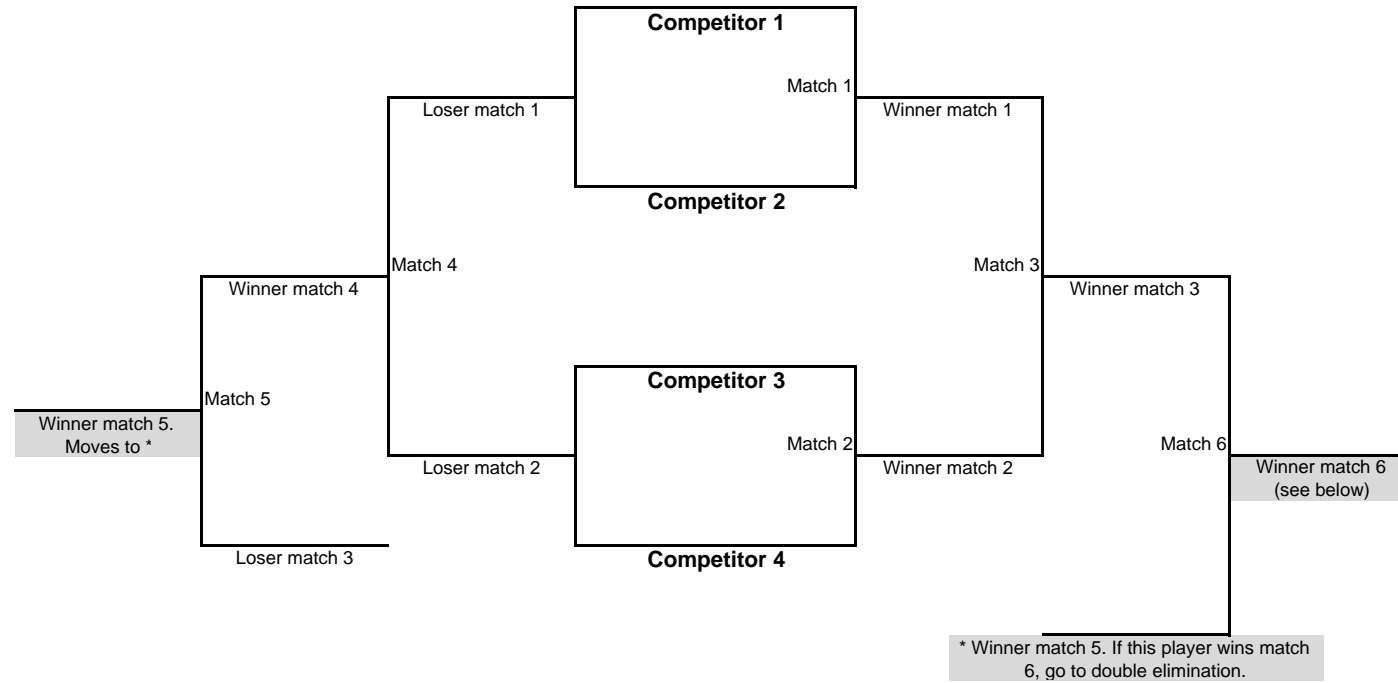 Competitor 1
Match 1
Loser match 1
Winner match 1
Competitor 2
Match 4
Match 3
Winner match 4
Winner match 3
Competitor 3
Match 5
Winner match 5.
Moves to *
Match 2
Match 6
Loser match 2
Winner match 2
Winner match 6
(see below)
Loser match 3
Competitor 4
* Winner match 5. If this player wins match
6, go to double elimination.